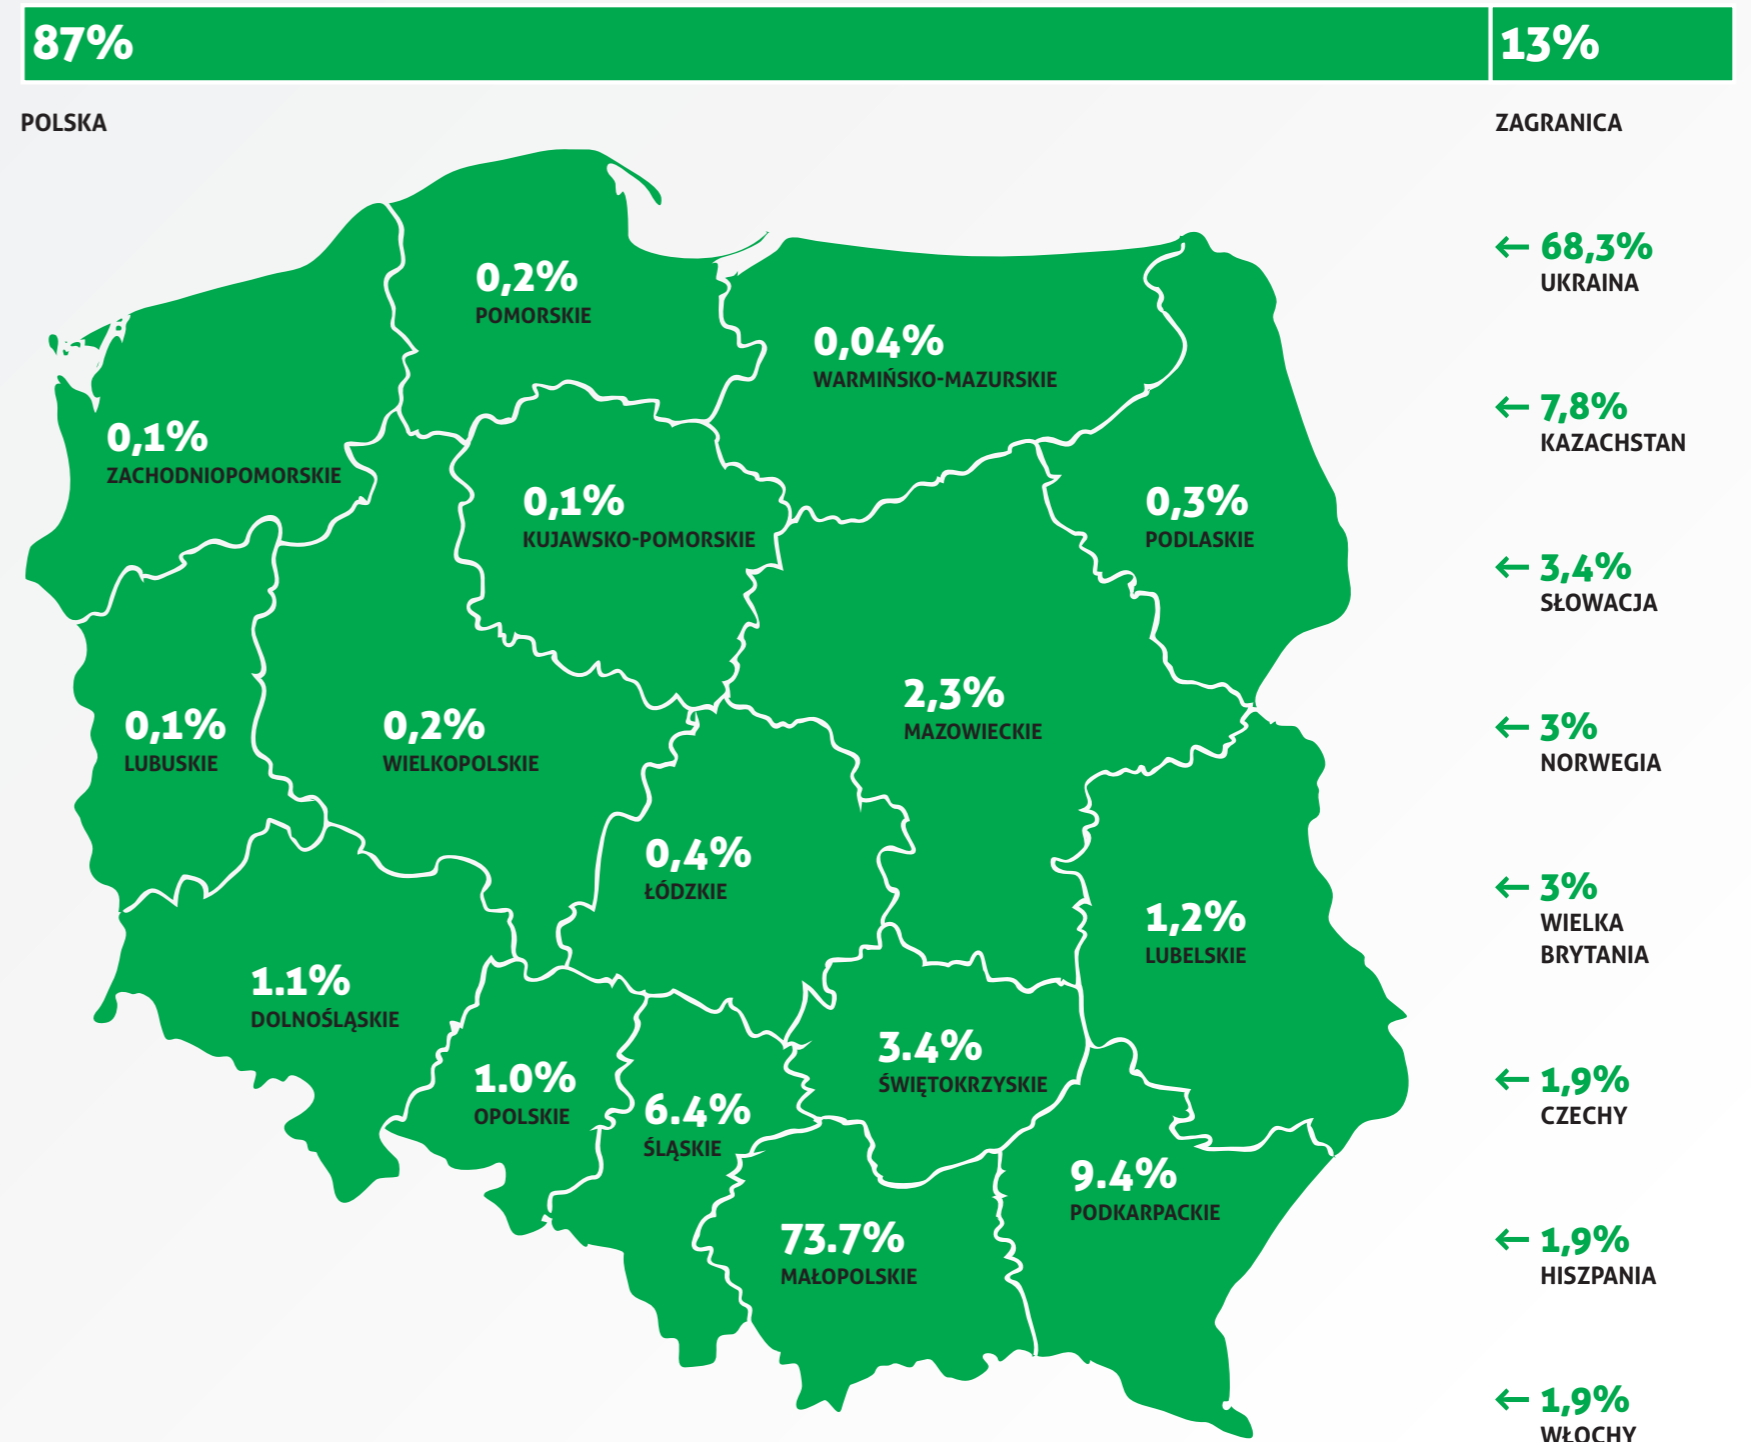 87%
13%
POLSKA
ZAGRANICA
0,2%
POMORSKIE
0,04%
WARMIŃSKO-MAZURSKIE
0,1%
ZACHODNIOPOMORSKIE
0,1%
KUJAWSKO-POMORSKIE
0,3%
PODLASKIE
0,1%
LUBUSKIE
0,2%
WIELKOPOLSKIE
2,3%
MAZOWIECKIE
0,4%
ŁÓDZKIE
1,2%
LUBELSKIE
1.1%
DOLNOŚLĄSKIE
1.0%
OPOLSKIE
6.4%
ŚLĄSKIE
3.4%
ŚWIĘTOKRZYSKIE
73.7%
MAŁOPOLSKIE
9.4%
PODKARPACKIE
← 68,3%
UKRAINA
← 7,8%
KAZACHSTAN
← 3,4%
SŁOWACJA
← 3%
NORWEGIA
← 3%
WIELKA
BRYTANIA
← 1,9%
CZECHY
← 1,9%
HISZPANIA
← 1,9%
WŁOCHY